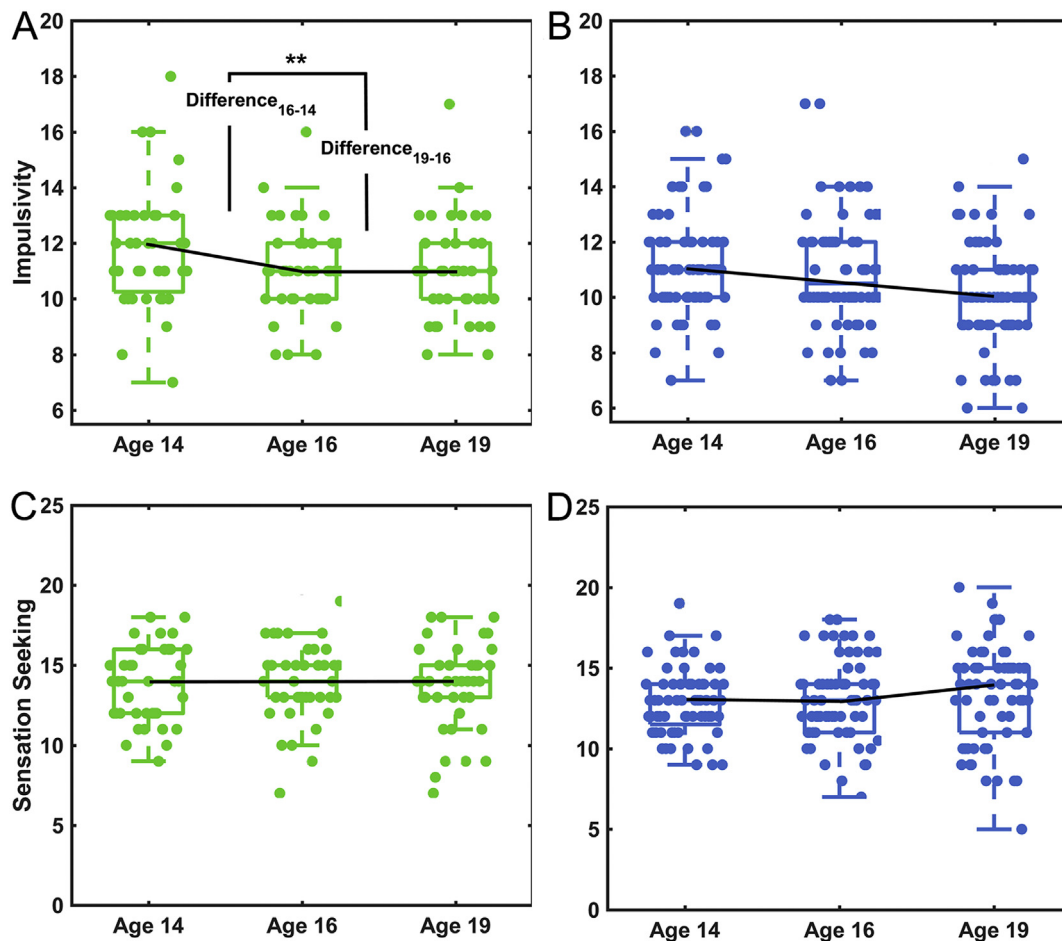 A
20
18
16
14
12
10
8
6
Impulsivity
**
Difference16-14
Difference19-16
Age 14
Age 16
Age 19
B
20
18
16
14
12
10
8
6
Age 14
Age 16
Age 19
C
25
20
15
10
5
0
Sensation Seeking
Age 14
Age 16
Age 19
D
25
20
15
10
5
0
Age 14
Age 16
Age 19